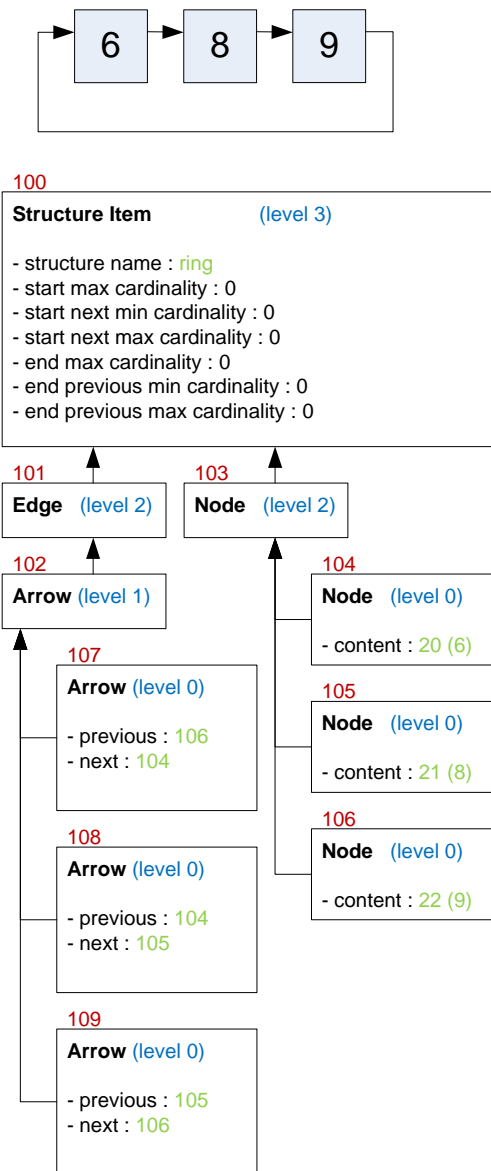 6 8 9
100
Structure Item (level 3)
- structure name : ring
- start max cardinality : 0
- start next min cardinality : 0
- start next max cardinality : 0
- end max cardinality : 0
- end previous min cardinality : 0
- end previous max cardinality : 0
101
Edge (level 2)
103
Node (level 2)
102
Arrow (level 1)
104
Node (level 0)
- content : 20 (6)
107
Arrow (level 0)
- previous : 106
- next : 104
105
Node (level 0)
- content : 21 (8)
106
Node (level 0)
- content : 22 (9)
108
Arrow (level 0)
- previous : 104
- next : 105
109
Arrow (level 0)
- previous : 105
- next : 106